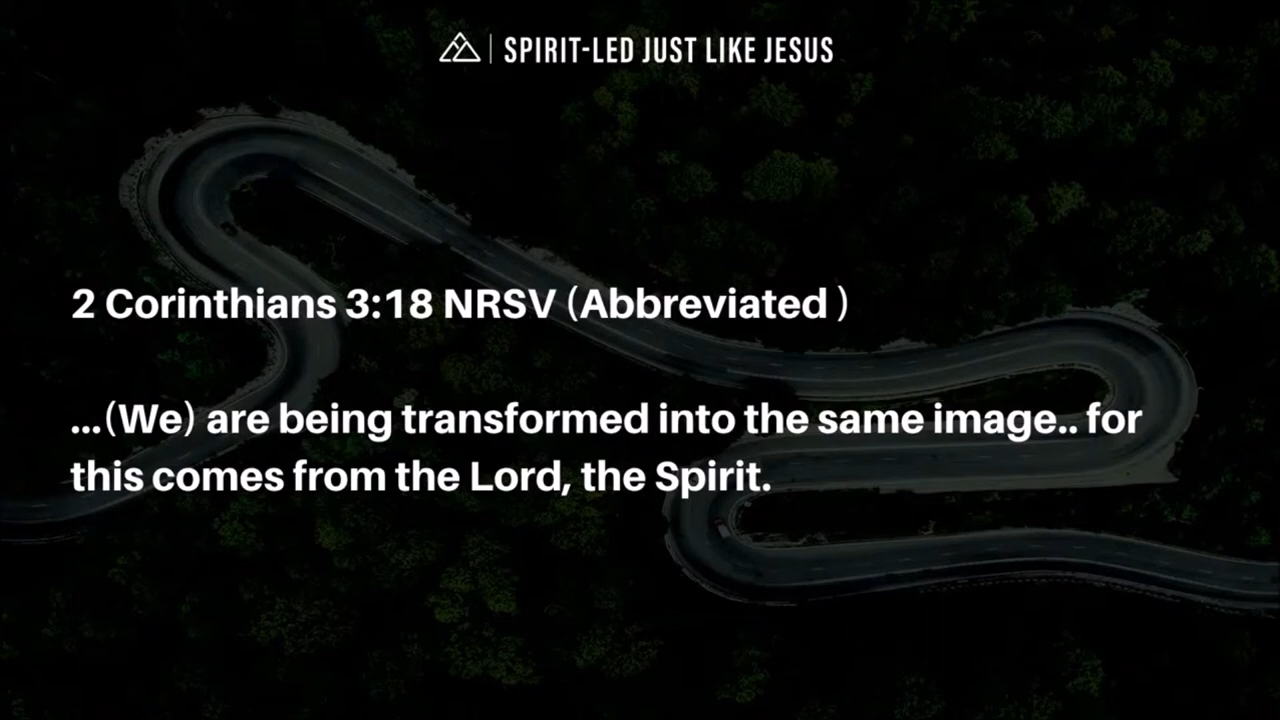 SPIRIT-LED JUST LIKE JESUS
2 Corinthians 3:18 NRSV (Abbreviated )
...(We) are being transformed into the same image.. for
this comes from the Lord, the Spirit.